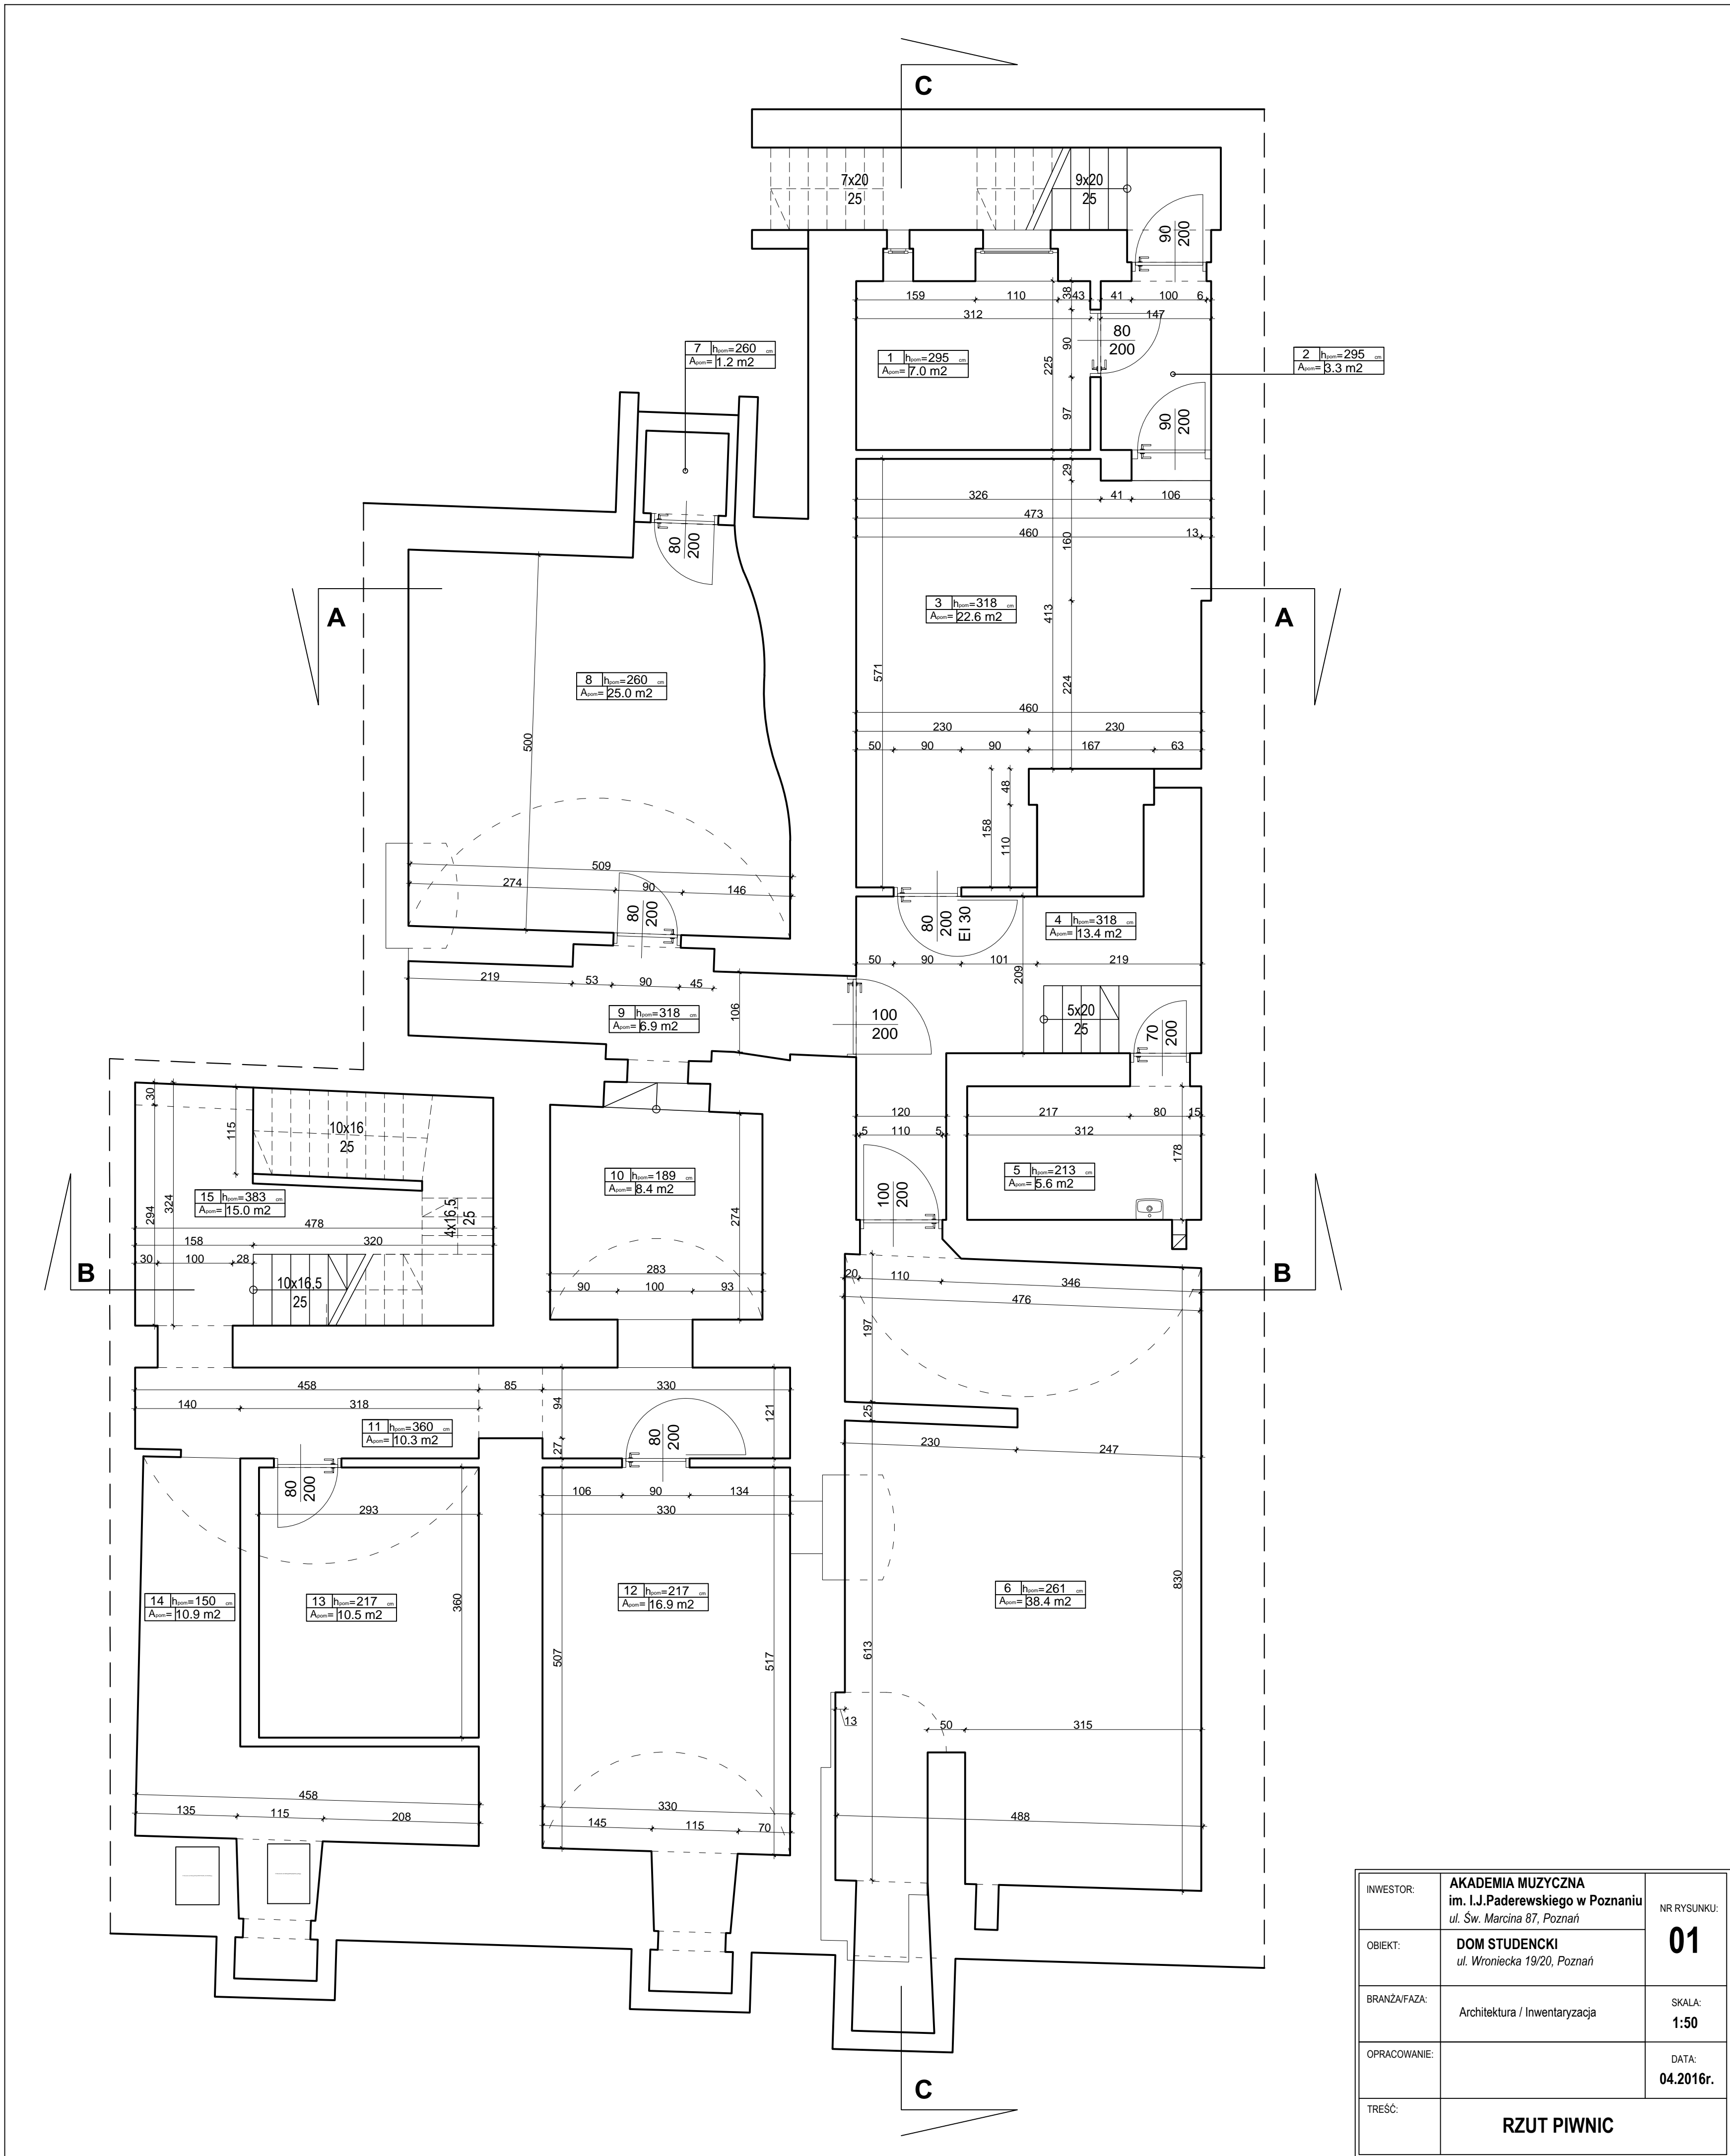 C
7x20
25
9x20
25
90
200
159
110
43
38
41
100
6
312
147
80
200
90
225
97
1 hpom=295 cm
Apom= 7.0 m2
2 hpom=295 cm
Apom= 3.3 m2
7 hpom=260 cm
Apom= 1.2 m2
90
200
29
326
41
106
473
460
13
160
80
200
A
A
3 hpom=318 cm
Apom= 22.6 m2
413
571
224
8 hpom=260 cm
Apom= 25.0 m2
500
460
230
230
50
90
90
167
63
48
158
110
509
274
90
146
80
200
80
200
EI 30
4 hpom=318 cm
Apom= 13.4 m2
50
90
101
219
209
219
53
90
45
106
9 hpom=318 cm
Apom= 6.9 m2
100
200
5x20
25
70
200
30
115
10x16
25
324
294
15 hpom=383 cm
Apom= 15.0 m2
478
158
320
30
100
28
4x16,5
25
10x16,5
25
B
B
10 hpom=189 cm
Apom= 8.4 m2
274
283
90
100
93
120
5
110
5
217
80
15
312
178
5 hpom=213 cm
Apom= 5.6 m2
100
200
20
110
346
476
197
25
230
247
458
85
330
140
318
94
121
27
11 hpom=360 cm
Apom= 10.3 m2
80
200
80
200
293
106
90
134
330
360
14 hpom=150 cm
Apom= 10.9 m2
13 hpom=217 cm
Apom= 10.5 m2
12 hpom=217 cm
Apom= 16.9 m2
6 hpom=261 cm
Apom= 38.4 m2
830
507
517
613
13
50
315
488
458
135
115
208
330
145
115
70
C
INWESTOR:
AKADEMIA MUZYCZNA
im. I.J.Paderewskiego w Poznaniu
ul. Św. Marcina 87, Poznań
NR RYSUNKU:
01
OBIEKT:
DOM STUDENCKI
ul. Wroniecka 19/20, Poznań
BRANŻA/FAZA:
Architektura / Inwentaryzacja
SKALA:
1:50
OPRACOWANIE:
DATA:
04.2016r.
TREŚĆ:
RZUT PIWNIC